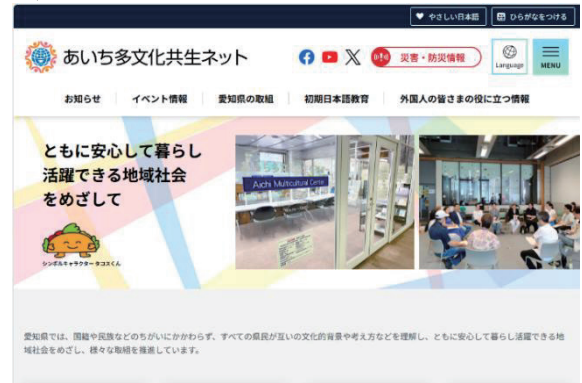 やさしい日本語 ひらがなをつける
あいち多文化共生ネット 災害・防災情報 Language MENU
お知らせ イベント情報 愛知県の取組 初期日本語教育 外国人の皆さまの役に立つ情報
ともに安心して暮らし
活躍できる地域社会
をめざして
Aichi Multicultural Center
シンボルキャラクター タコスくん
愛知県では、国籍や民族などのちがいにかかわらず、すべての県民が互いの文化的背景や考え方などを理解し、ともに安心して暮らし活躍できる地
域社会をめざし、様々な取組を推進しています。